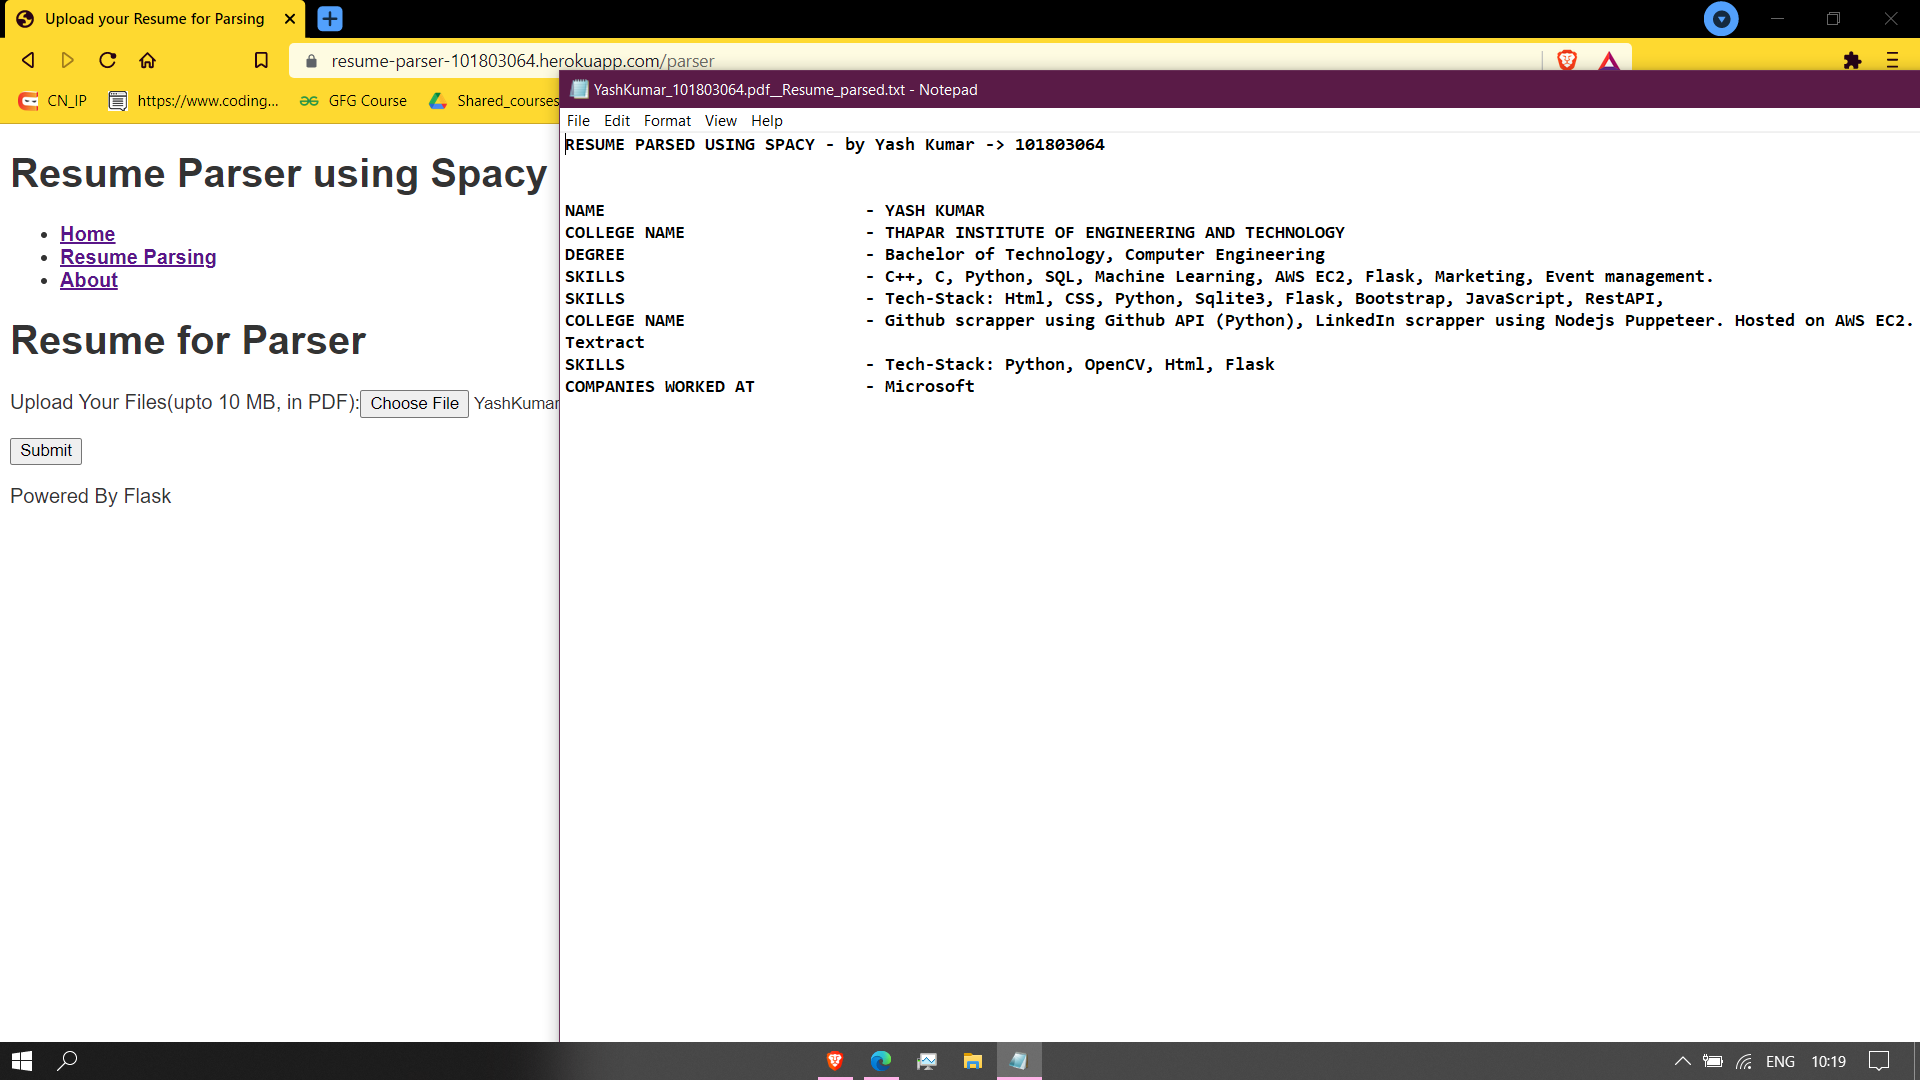 Upload your Resume for Parsing
resume-parser-101803064.herokuapp.com/parser
CN_IP
https://www.coding...
GFG Course
Shared_courses
Resume Parser using Spacy
Home
Resume Parsing
About
Resume for Parser
Upload Your Files(upto 10 MB, in PDF): Choose File YashKumar
Submit
Powered By Flask
YashKumar_101803064.pdf__Resume_parsed.txt - Notepad
File Edit Format View Help
RESUME PARSED USING SPACY - by Yash Kumar -> 101803064
NAME - YASH KUMAR
COLLEGE NAME - THAPAR INSTITUTE OF ENGINEERING AND TECHNOLOGY
DEGREE - Bachelor of Technology, Computer Engineering
SKILLS - C++, C, Python, SQL, Machine Learning, AWS EC2, Flask, Marketing, Event management.
SKILLS - Tech-Stack: Html, CSS, Python, Sqlite3, Flask, Bootstrap, JavaScript, RestAPI,
COLLEGE NAME - Github scrapper using Github API (Python), LinkedIn scrapper using Nodejs Puppeteer. Hosted on AWS EC2.
Textract
SKILLS - Tech-Stack: Python, OpenCV, Html, Flask
COMPANIES WORKED AT - Microsoft
ENG 10:19